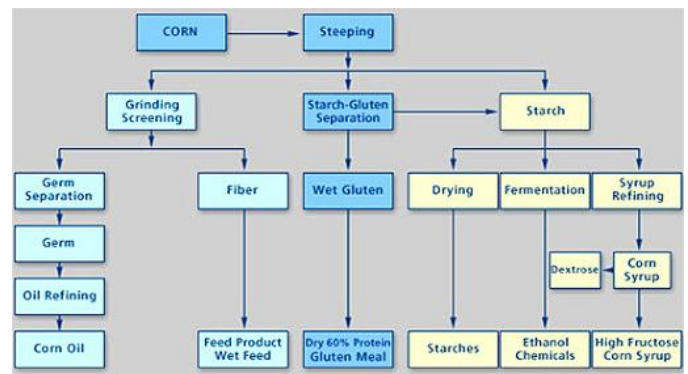 CORN
Steeping
Grinding
Screening
Starch-Gluten
Separation
Starch
Germ
Separation
Fiber
Wet Gluten
Drying
Fermentation
Syrup
Refining
Germ
Dextrose
Corn
Syrup
Oil Refining
Corn Oil
Feed Product
Wet Feed
Dry 60% Protein
Gluten Meal
Starches
Ethanol
Chemicals
High Fructose
Corn Syrup